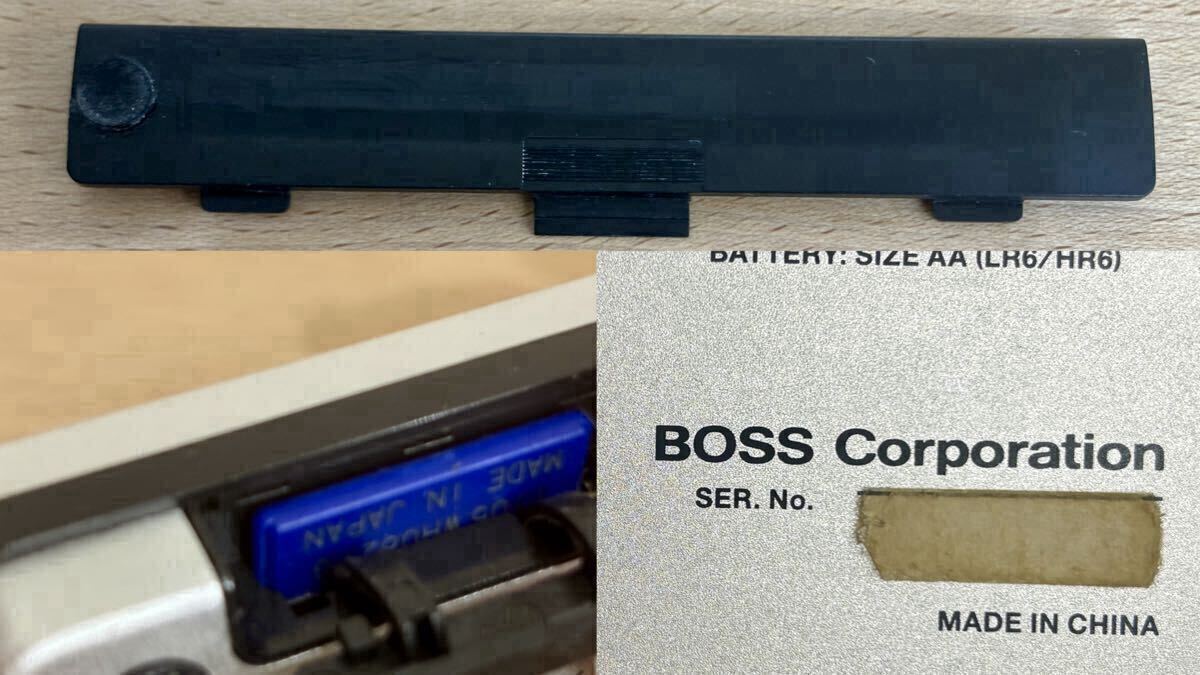 BATTERY: SIZE AA (LR6/HR6)
BOSS Corporation
SER. No.
MADE IN CHINA
MADE
IN JAPAN